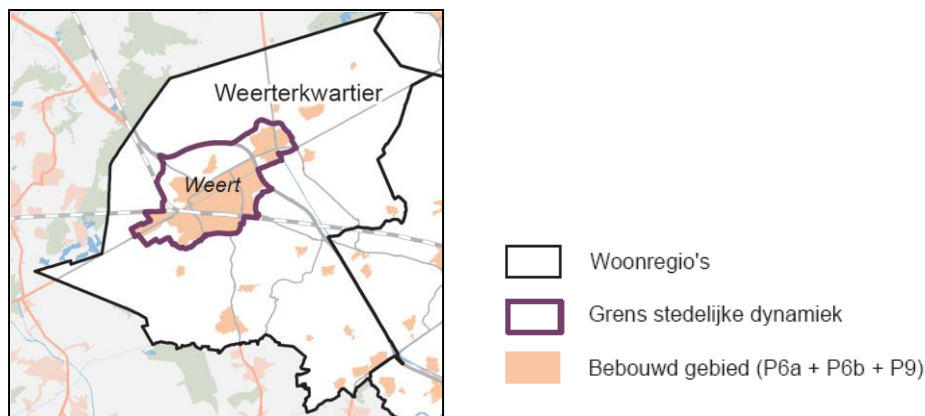 Weerterkwartier
Weert
Woonregio's
Grens stedelijke dynamiek
Bebouwd gebied (P6a + P6b + P9)